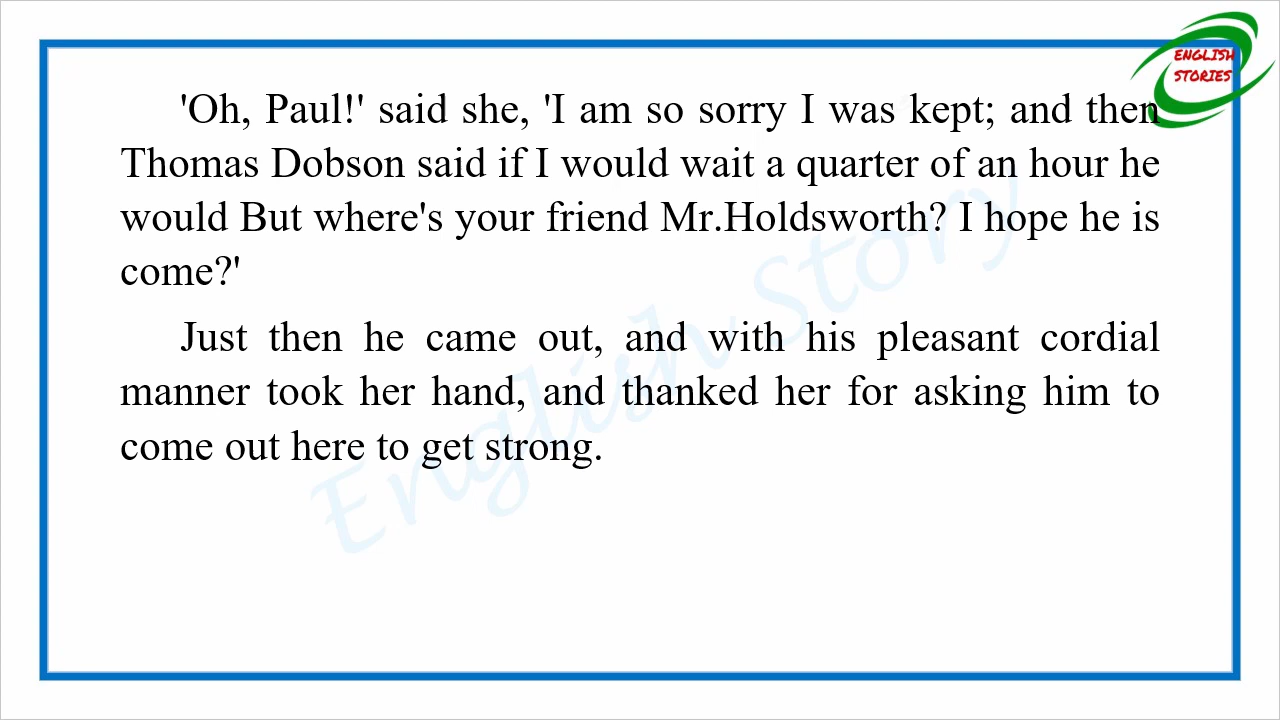 ENGLISH
STORIES
'Oh, Paul!' said she, 'I am so sorry I was kept; and then
Thomas Dobson said if I would wait a quarter of an hour he
would But where's your friend Mr.Holdsworth? I hope he is
come?'
Just then he came out, and with his pleasant cordial
manner took her hand, and thanked her for asking him to
come out here to get strong.
English Story